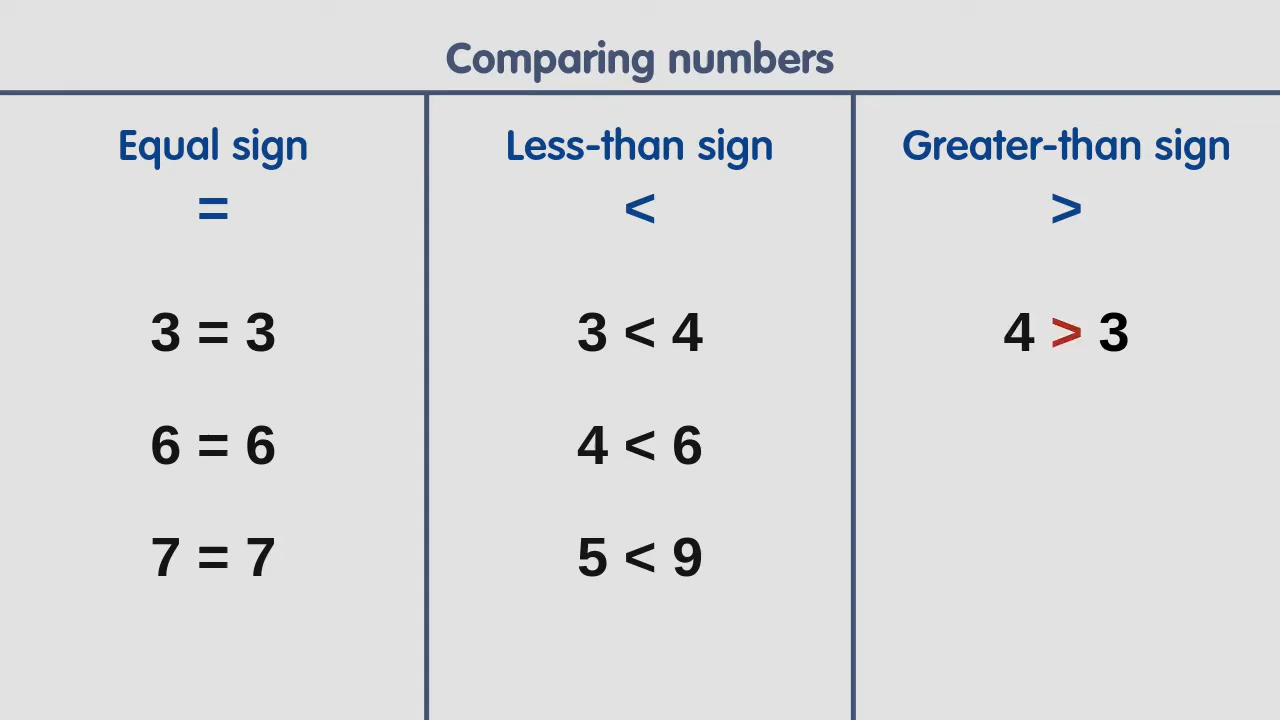 Comparing numbers
Equal sign
=
3 = 3
6 = 6
7 = 7
Less-than sign
<
3 < 4
4 < 6
5 < 9
Greater-than sign
>
4 > 3